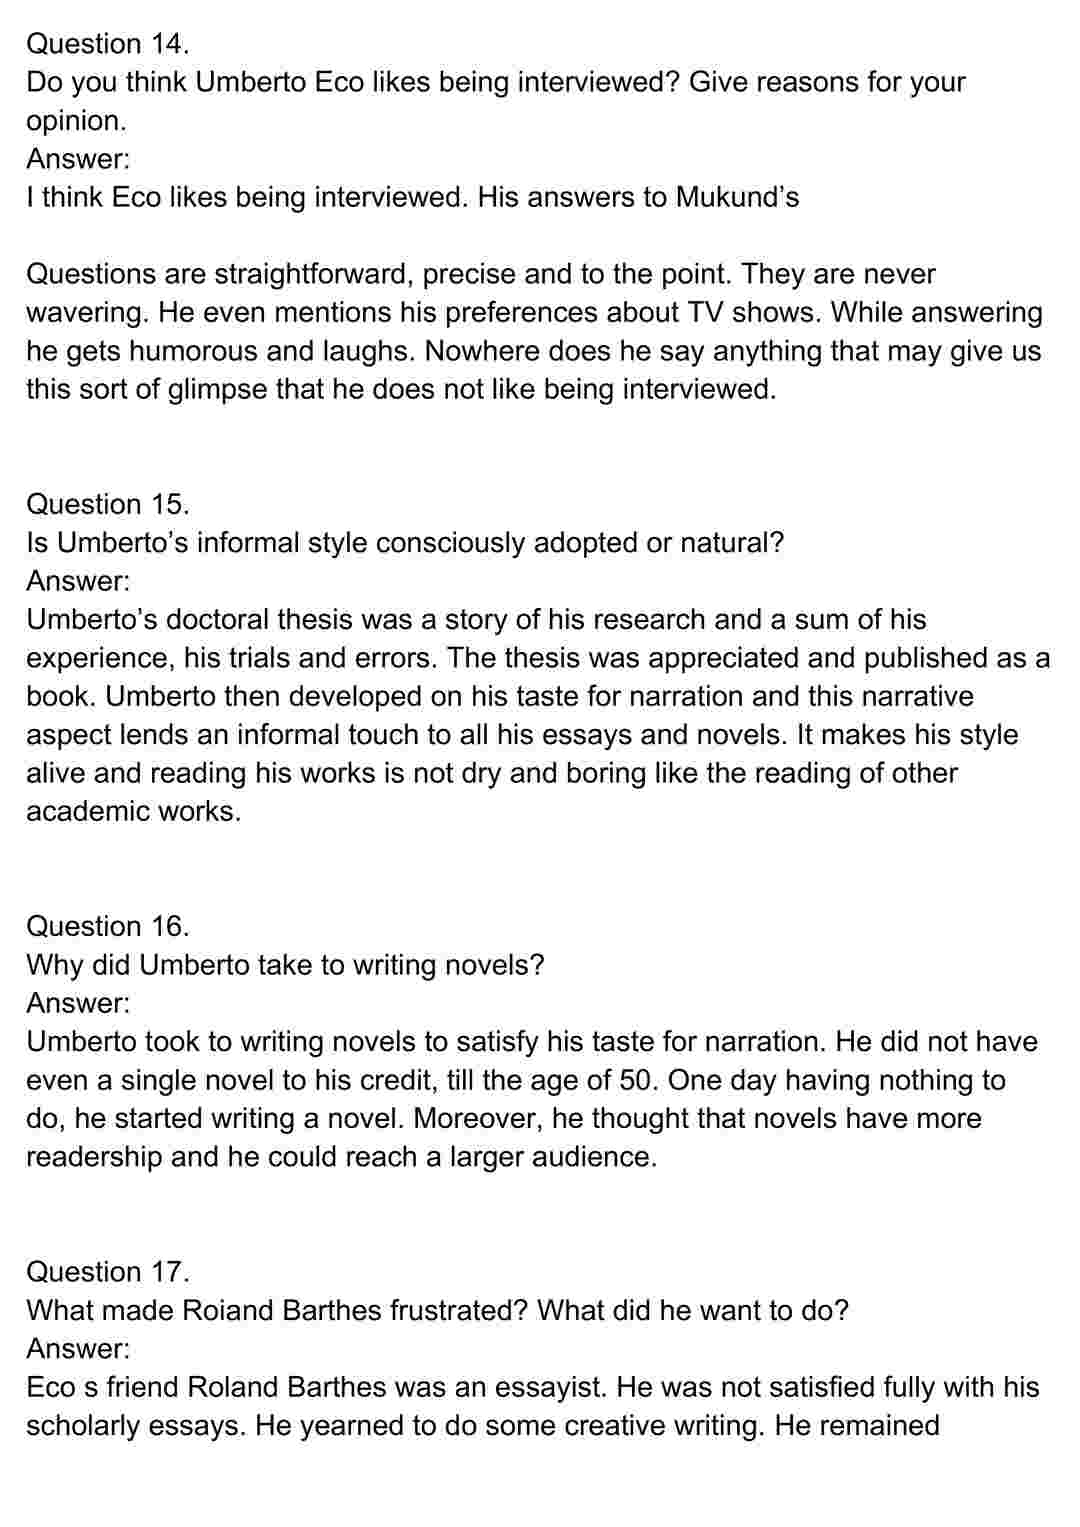 Question 14.
Do you think Umberto Eco likes being interviewed? Give reasons for your
opinion.
Answer:
I think Eco likes being interviewed. His answers to Mukund’s
Questions are straightforward, precise and to the point. They are never
wavering. He even mentions his preferences about TV shows. While answering
he gets humorous and laughs. Nowhere does he say anything that may give us
this sort of glimpse that he does not like being interviewed.
Question 15.
Is Umberto’s informal style consciously adopted or natural?
Answer:
Umberto’s doctoral thesis was a story of his research and a sum of his
experience, his trials and errors. The thesis was appreciated and published as a
book. Umberto then developed on his taste for narration and this narrative
aspect lends an informal touch to all his essays and novels. It makes his style
alive and reading his works is not dry and boring like the reading of other
academic works.
Question 16.
Why did Umberto take to writing novels?
Answer:
Umberto took to writing novels to satisfy his taste for narration. He did not have
even a single novel to his credit, till the age of 50. One day having nothing to
do, he started writing a novel. Moreover, he thought that novels have more
readership and he could reach a larger audience.
Question 17.
What made Roiand Barthes frustrated? What did he want to do?
Answer:
Eco s friend Roland Barthes was an essayist. He was not satisfied fully with his
scholarly essays. He yearned to do some creative writing. He remained